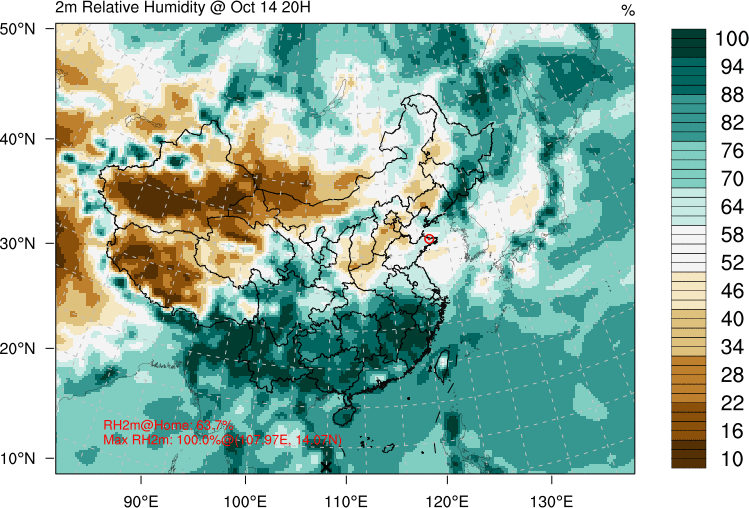 2m Relative Humidity @ Oct 14 20H
%
50°N
40°N
30°N
20°N
10°N
90°E
100°E
110°E
120°E
130°E
100
94
88
82
76
70
64
58
52
46
40
34
28
22
16
10
RH2m@Home: 63.7%
Max RH2m: 100.0%@(107.97E, 14.07N)